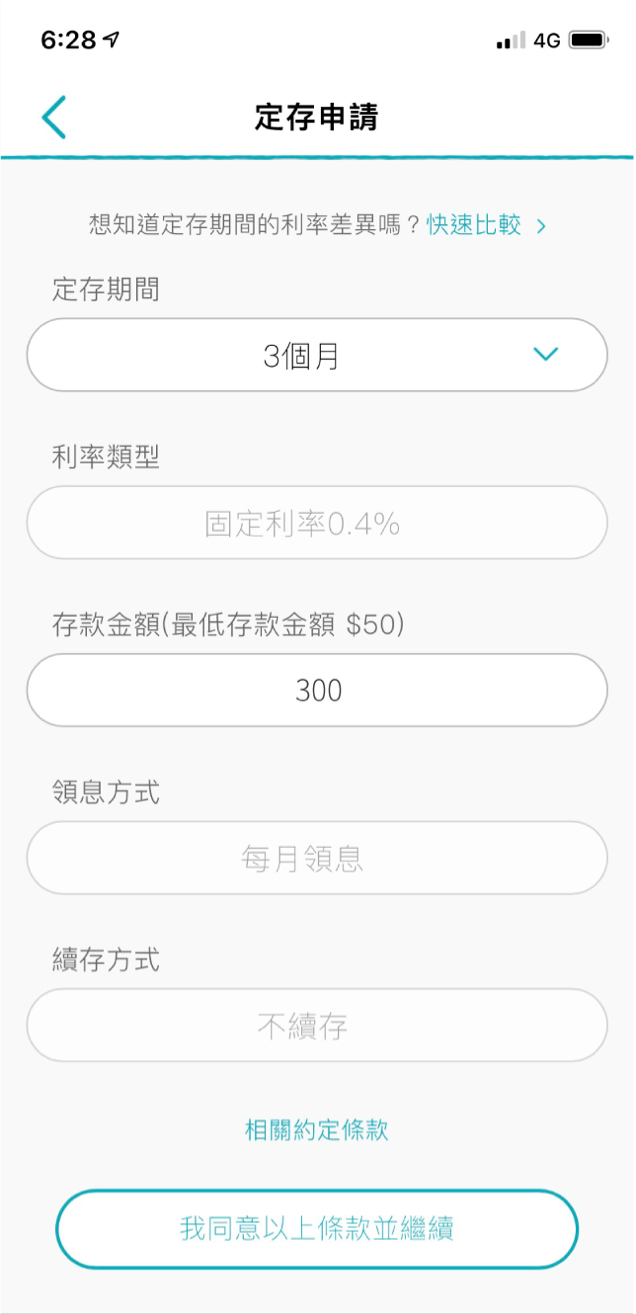 6:28
4G
定存申請
想知道定存期間的利率差異嗎？快速比較 >
定存期間
3個月
利率類型
固定利率0.4%
存款金額(最低存款金額 $50)
300
領息方式
每月領息
續存方式
不續存
相關約定條款
我同意以上條款並繼續